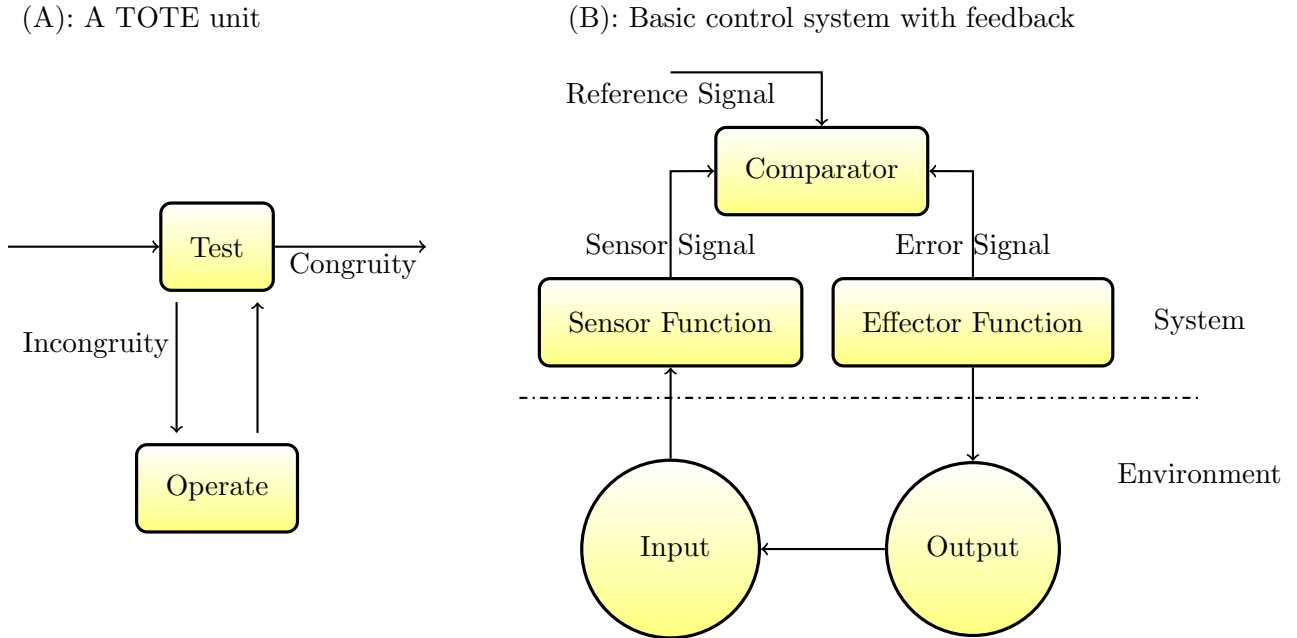 (A): A TOTE unit
Test
Congruity
Incongruity
Operate
(B): Basic control system with feedback
Reference Signal
Comparator
Sensor Signal
Error Signal
Sensor Function
Effector Function
System
Environment
Input
Output